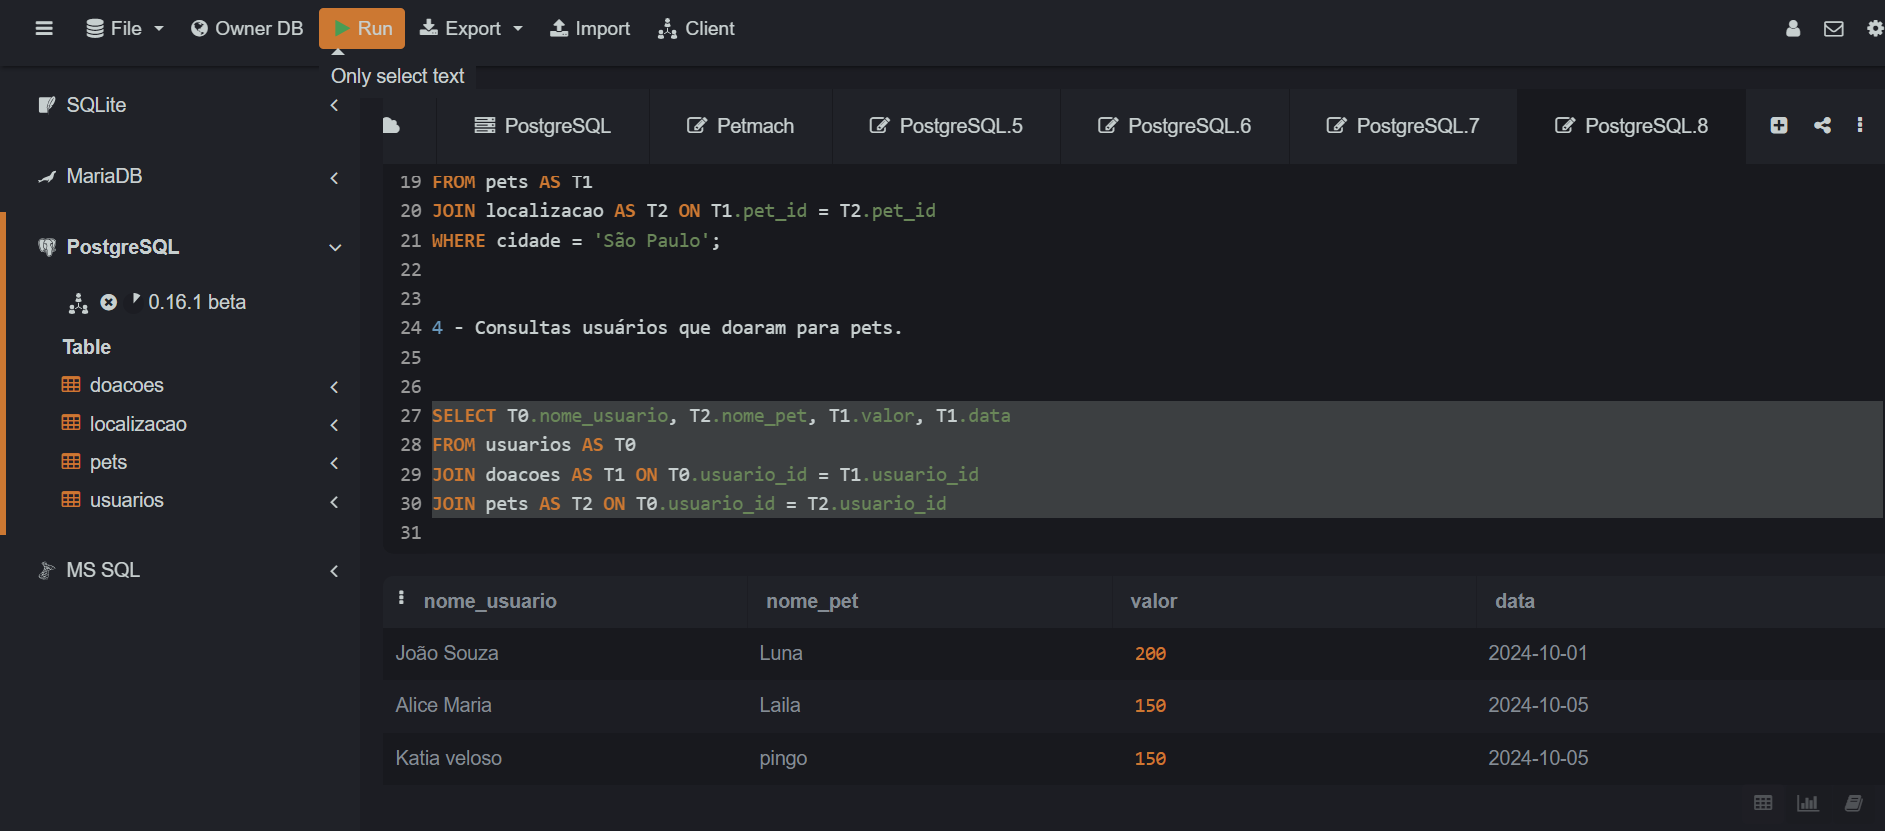 File Owner DB Run Export Import Client
Only select text
SQLite
MariaDB
PostgreSQL
0.16.1 beta
Table
doacoes
localizacao
pets
usuarios
MS SQL
PostgreSQL Petmach PostgreSQL.5 PostgreSQL.6 PostgreSQL.7 PostgreSQL.8
19 FROM pets AS T1
20 JOIN localizacao AS T2 ON T1.pet_id = T2.pet_id
21 WHERE cidade = 'São Paulo';
22
23
24 4 - Consultas usuários que doaram para pets.
25
26
27 SELECT T0.nome_usuario, T2.nome_pet, T1.valor, T1.data
28 FROM usuarios AS T0
29 JOIN doacoes AS T1 ON T0.usuario_id = T1.usuario_id
30 JOIN pets AS T2 ON T0.usuario_id = T2.usuario_id
31
nome_usuario nome_pet valor data
João Souza Luna 200 2024-10-01
Alice Maria Laila 150 2024-10-05
Katia veloso pingo 150 2024-10-05